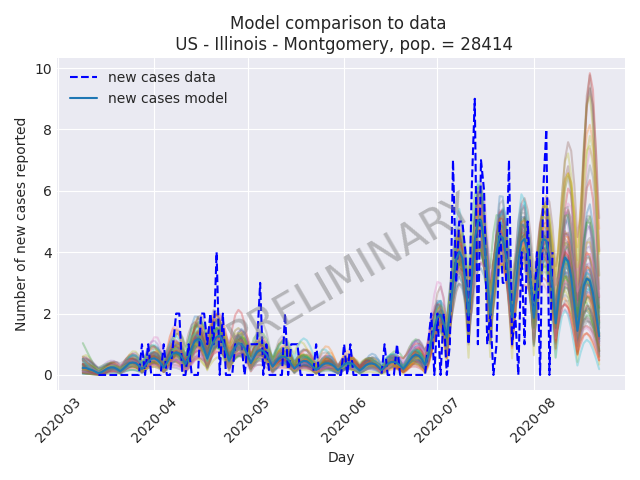 Model comparison to data
US - Illinois - Montgomery, pop. = 28414
new cases data
new cases model
PRELIMINARY
Number of new cases reported
10
8
6
4
2
0
2020-03
2020-04
2020-05
2020-06
2020-07
2020-08
Day